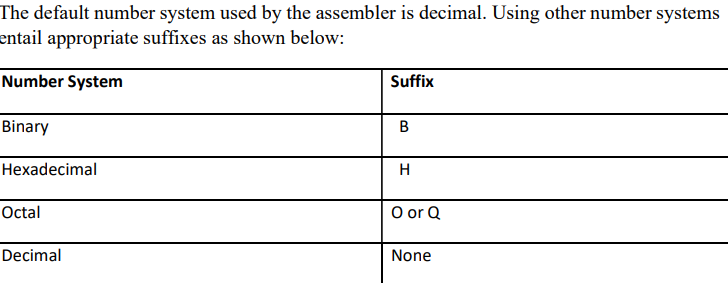 The default number system used by the assembler is decimal. Using other number systems
entail appropriate suffixes as shown below:
Number System Suffix
Binary B
Hexadecimal H
Octal O or Q
Decimal None